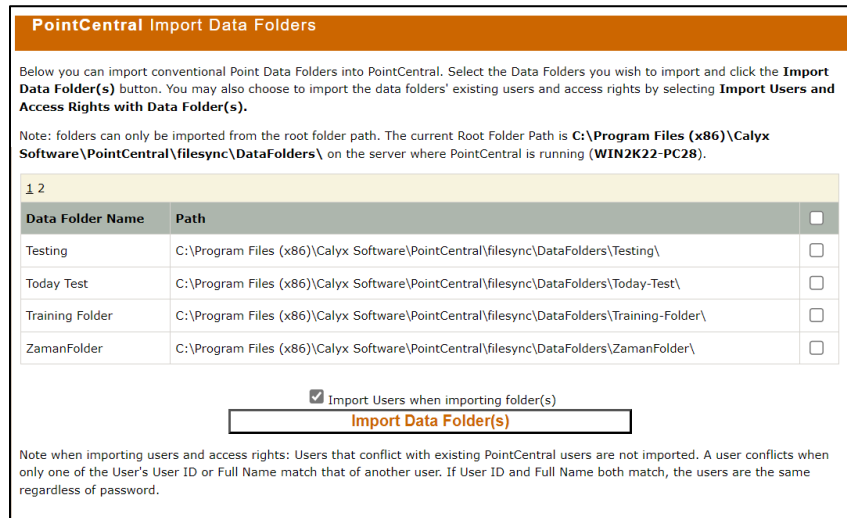 PointCentral Import Data Folders
Below you can import conventional Point Data Folders into PointCentral. Select the Data Folders you wish to import and click the Import
Data Folder(s) button. You may also choose to import the data folders' existing users and access rights by selecting Import Users and
Access Rights with Data Folder(s).
Note: folders can only be imported from the root folder path. The current Root Folder Path is C:\Program Files (x86)\Calyx
Software\PointCentral\filesync\DataFolders\ on the server where PointCentral is running (WIN2K22-PC28).
1 2
Data Folder Name Path
Testing C:\Program Files (x86)\Calyx Software\PointCentral\filesync\DataFolders\Testing\
Today Test C:\Program Files (x86)\Calyx Software\PointCentral\filesync\DataFolders\Today-Test\
Training Folder C:\Program Files (x86)\Calyx Software\PointCentral\filesync\DataFolders\Training-Folder\
ZamanFolder C:\Program Files (x86)\Calyx Software\PointCentral\filesync\DataFolders\ZamanFolder\
Import Users when importing folder(s)
Import Data Folder(s)
Note when importing users and access rights: Users that conflict with existing PointCentral users are not imported. A user conflicts when
only one of the User's User ID or Full Name match that of another user. If User ID and Full Name both match, the users are the same
regardless of password.